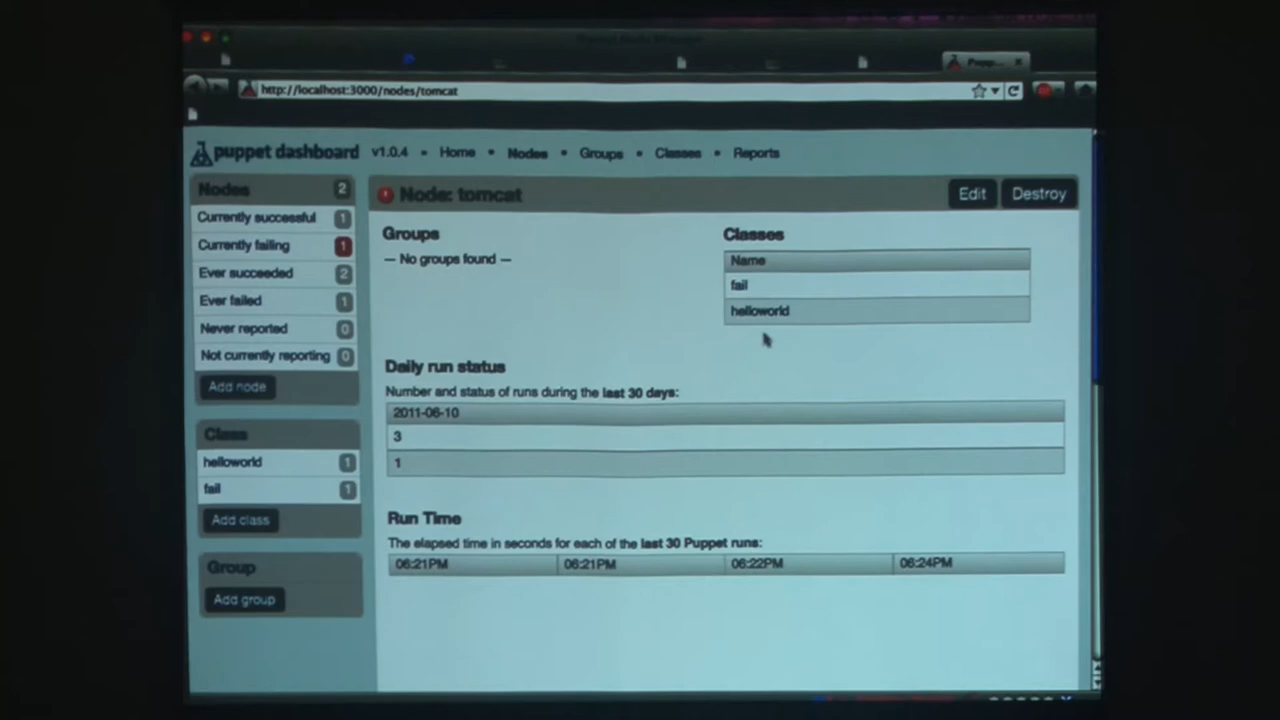 Pupp...
http://localhost:3000/nodes/tomcat
puppet dashboard v1.0.4 • Home • Nodes • Groups • Classes • Reports
Nodes 2
Currently successful 1
Currently failing 1
Ever succeeded 2
Ever failed 1
Never reported 0
Not currently reporting 0
Add node
Class
helloworld 1
fail 1
Add class
Group
Add group
Node: tomcat
Edit Destroy
Groups
— No groups found —
Classes
Name
fail
helloworld
Daily run status
Number and status of runs during the last 30 days:
2011-06-10
3
1
Run Time
The elapsed time in seconds for each of the last 30 Puppet runs:
06:21PM 06:21PM 06:22PM 06:24PM